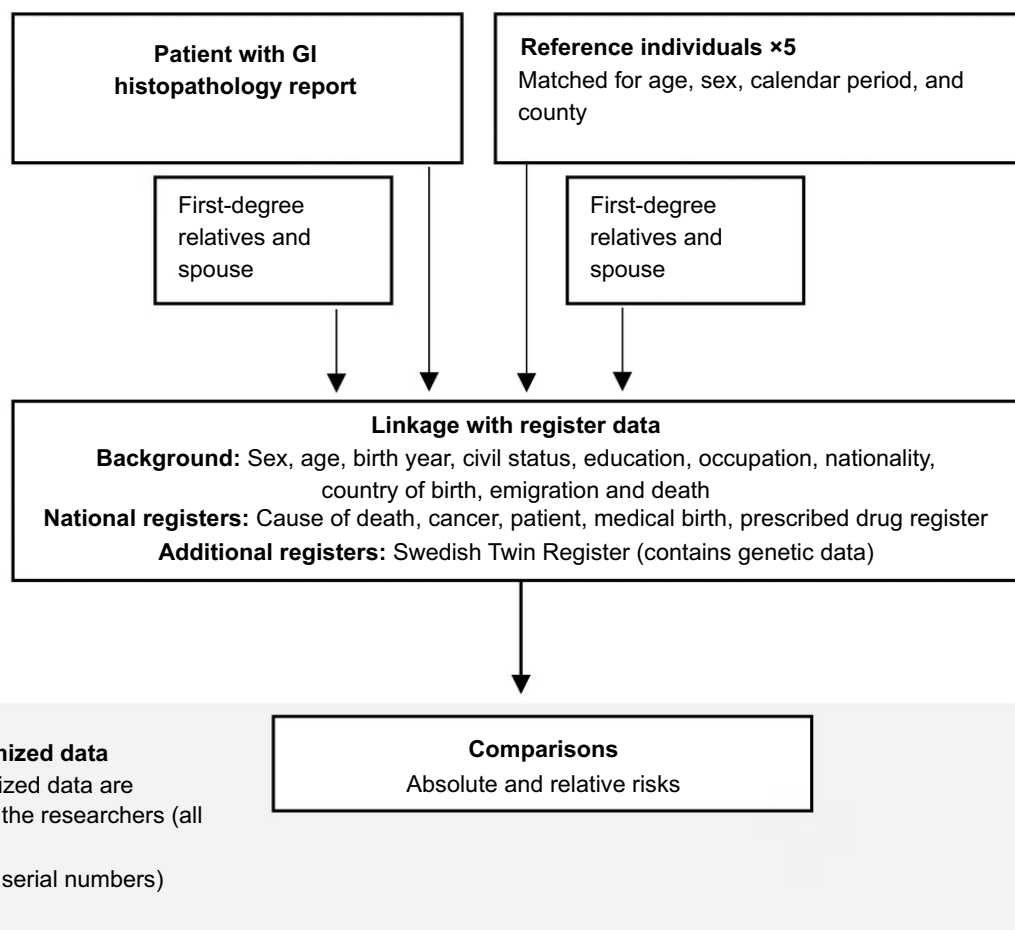 Patient with GI
histopathology report
Reference individuals ×5
Matched for age, sex, calendar period, and
county
First-degree
relatives and
spouse
First-degree
relatives and
spouse
Linkage with register data
Background: Sex, age, birth year, civil status, education, occupation, nationality,
country of birth, emigration and death
National registers: Cause of death, cancer, patient, medical birth, prescribed drug register
Additional registers: Swedish Twin Register (contains genetic data)
data
data are
the researchers (all
serial numbers)
Comparisons
Absolute and relative risks